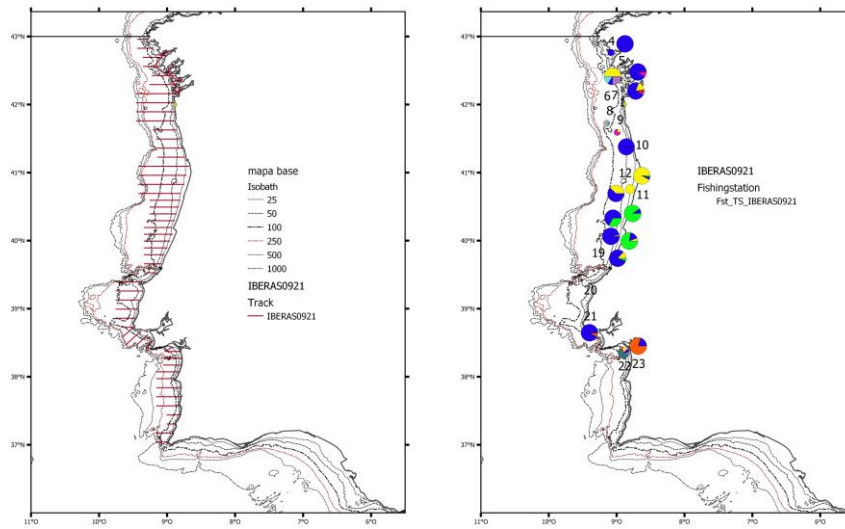 43°N
42°N
41°N
40°N
39°N
38°N
37°N
11°O
10°O
9°O
8°O
7°O
6°O
mapa base
Isobath
25
50
100
250
500
1000
IBERAS0921
Track
IBERAS0921
43°N
42°N
41°N
40°N
39°N
38°N
37°N
11°O
10°O
9°O
8°O
7°O
6°O
4
5
67
1
8
9
10
12
11
19
20
21
22
23
IBERAS0921
Fishingstation
Fst_TS_IBERAS0921